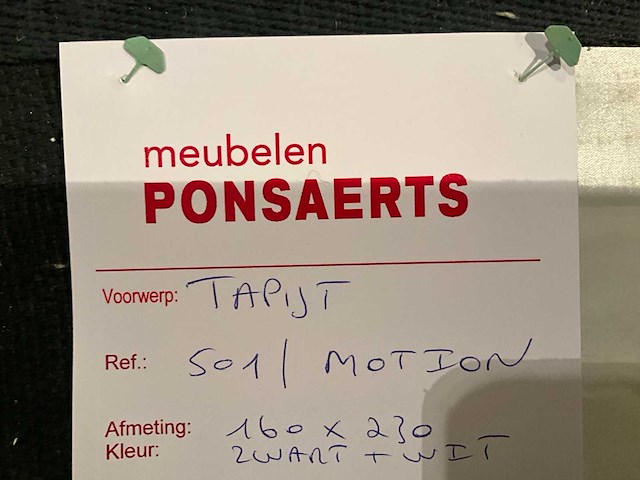 meubelen
PONSAERTS
Voorwerp: TAPIJT
Ref.: 501 / MOTION
Afmeting: 160 x 230
Kleur: ZWART + WIT